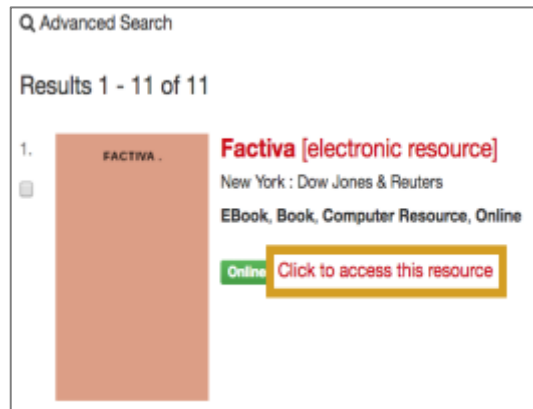 Advanced Search
Results 1 - 11 of 11
1.
FACTIVA .
Factiva [electronic resource]
New York : Dow Jones & Reuters
EBook, Book, Computer Resource, Online
Online Click to access this resource